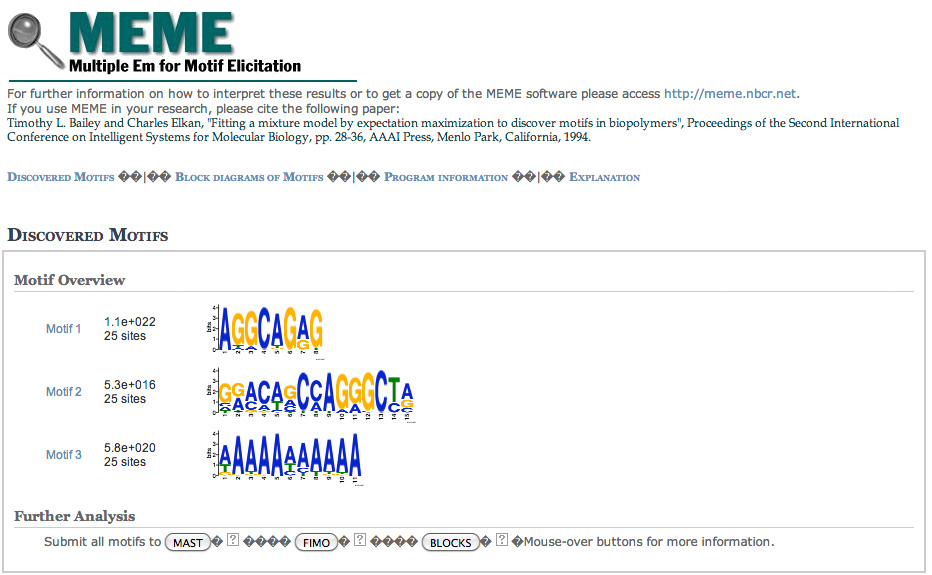 MEME
Multiple Em for Motif Elicitation
For further information on how to interpret these results or to get a copy of the MEME software please access http://meme.nbcr.net.
If you use MEME in your research, please cite the following paper:
Timothy L. Bailey and Charles Elkan, "Fitting a mixture model by expectation maximization to discover motifs in biopolymers", Proceedings of the Second International
Conference on Intelligent Systems for Molecular Biology, pp. 28-36, AAAI Press, Menlo Park, California, 1994.
Discovered Motifs ��|�� Block diagrams of Motifs ��|�� Program information ��|�� Explanation
Discovered Motifs
Motif Overview
Motif 1
1.1e+022
25 sites
bits
AGGCAGAG
Motif 2
5.3e+016
25 sites
bits
GGACAGCCAGGGCTA
Motif 3
5.8e+020
25 sites
bits
AAAAAAAAAAA
Further Analysis
Submit all motifs to MAST� ? ���� FIMO� ? ���� BLOCKS� ? �Mouse-over buttons for more information.